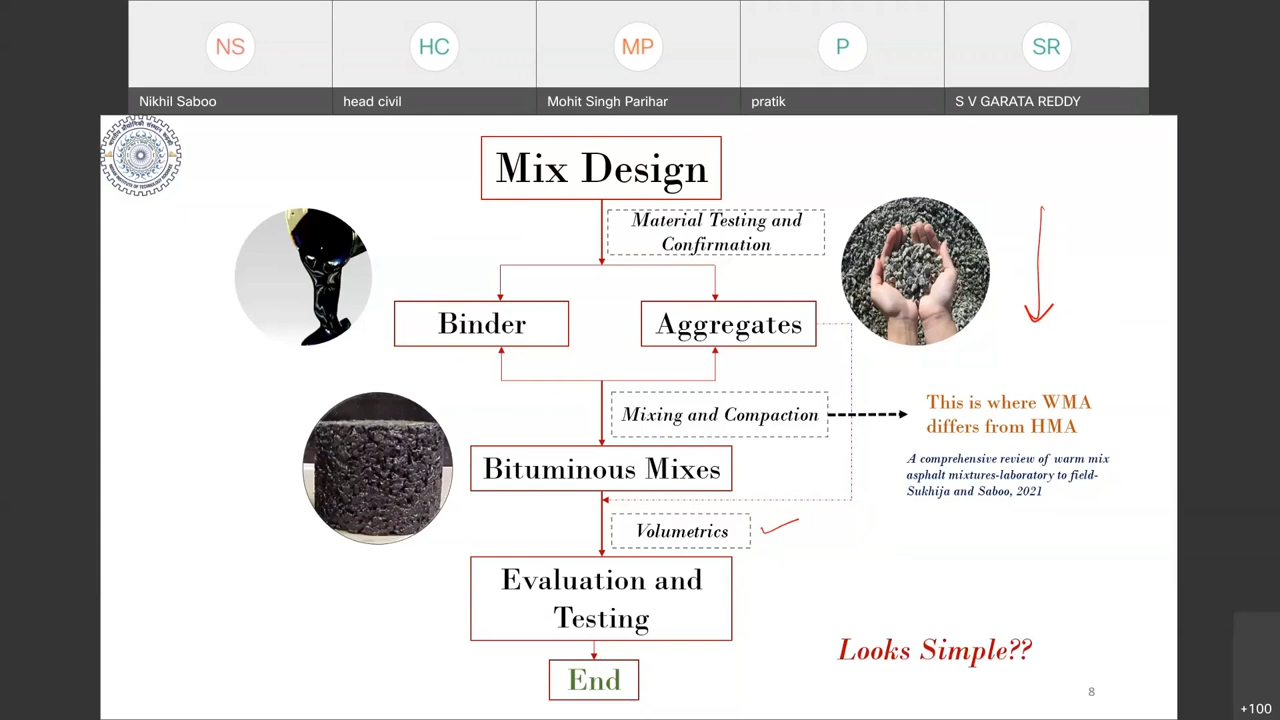 NS
HC
MP
P
SR
Nikhil Saboo
head civil
Mohit Singh Parihar
pratik
S V GARATA REDDY
Mix Design
Material Testing and
Confirmation
Binder
Aggregates
Mixing and Compaction
This is where WMA
differs from HMA
A comprehensive review of warm mix
asphalt mixtures-laboratory to field-
Sukhija and Saboo, 2021
Bituminous Mixes
Volumetrics
Evaluation and
Testing
Looks Simple??
End
8
+100